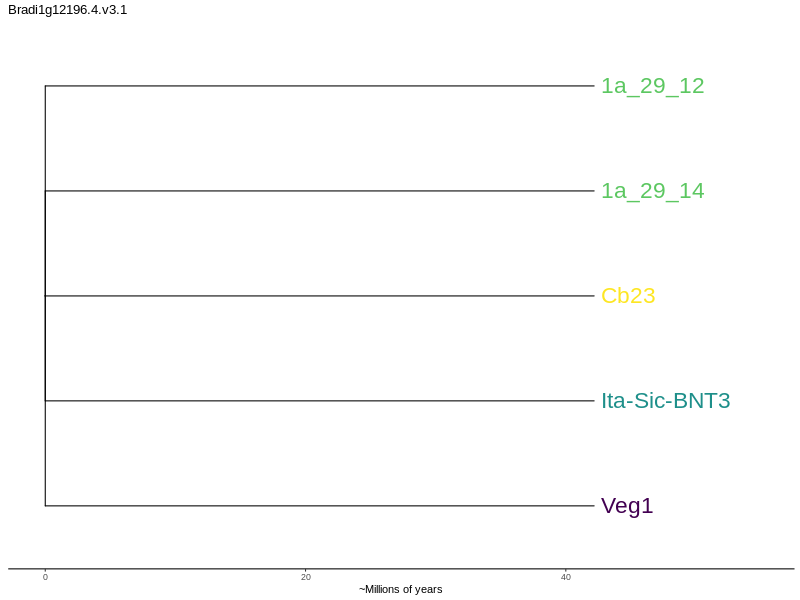 Bradi1g12196.4.v3.1
1a_29_12
1a_29_14
Cb23
Ita-Sic-BNT3
Veg1
0 20 40
~Millions of years